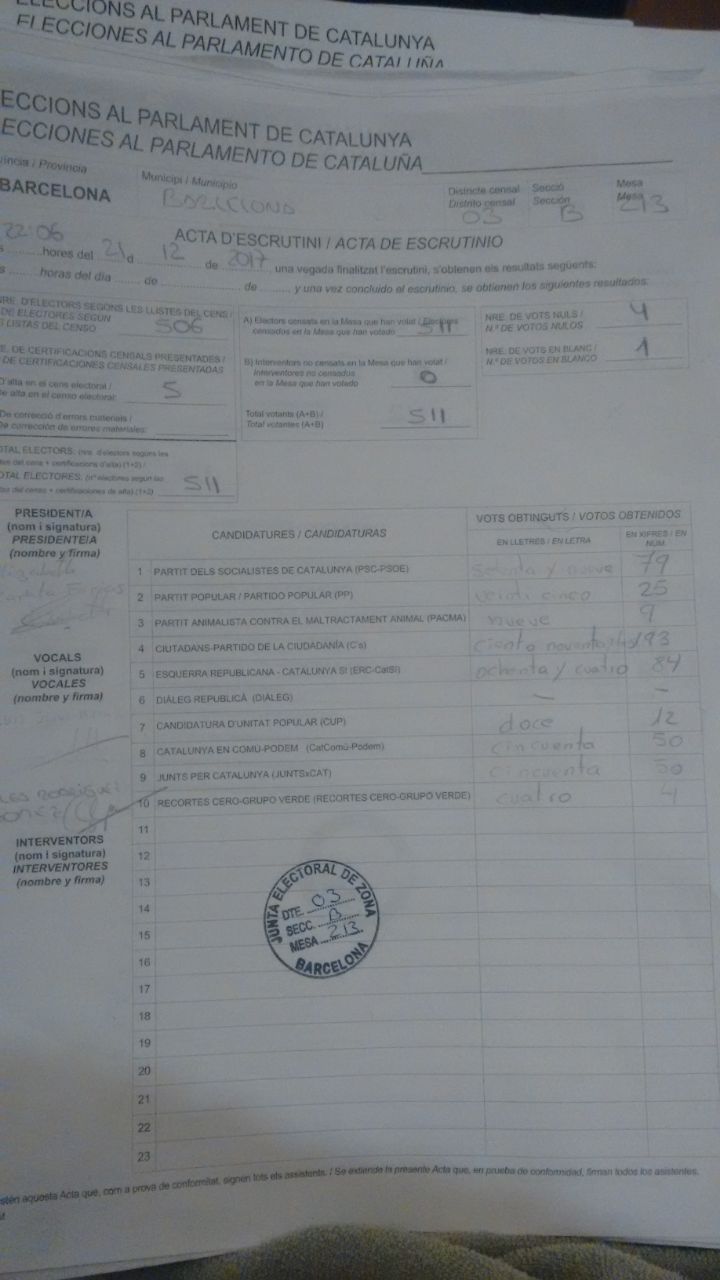 ELECCIONS AL PARLAMENT DE CATALUNYA
ELECCIONES AL PARLAMENTO DE CATALUÑA
ECCIONS AL PARLAMENT DE CATALUNYA
ECCIONES AL PARLAMENTO DE CATALUÑA
víncia / Provincia Municipi / Municipio Districte censal Secció Mesa
BARCELONA Barcelona Distrito censal Sección Mesa
03 B 213
ACTA D'ESCRUTINI / ACTA DE ESCRUTINIO
22:06 hores del 21 d 12 de 2017 una vegada finalitzat l'escrutini, s'obtenen els resultats següents:
s horas del día de de y una vez concluido el escrutinio, se obtienen los siguientes resultados:
NRE. D'ELECTORS SEGONS LES LLISTES DEL CENS /
DE ELECTORES SEGÚN
S LISTAS DEL CENSO 506
A) Electors censats en la Mesa que han votat / Electores
censados en la Mesa que han votado 511
NRE. DE VOTS NULS / 4
N.º DE VOTOS NULOS
E. DE CERTIFICACIONS CENSALS PRESENTADES /
DE CERTIFICACIONES CENSALES PRESENTADAS
B) Interventors no censats en la Mesa que han votat /
Interventores no censados
en la Mesa que han votado 0
NRE. DE VOTS EN BLANC / 1
N.º DE VOTOS EN BLANCO
D'alta en el cens electoral /
de alta en el censo electoral: 5
De correcció d'errors materials /
De corrección de errores materiales:
Total votants (A+B) /
Total votantes (A+B) 511
OTAL ELECTORS: (nre. d'electors segons les
tes del cens + certificacions d'alta) (1+2) /
OTAL ELECTORES: (nº electores según las
tas del censo + certificaciones de alta) (1+2) 511
PRESIDENT/A
(nom i signatura)
PRESIDENTE/A
(nombre y firma)
VOCALS
(nom i signatura)
VOCALES
(nombre y firma)
RODRÍGUEZ
INTERVENTORS
(nom i signatura)
INTERVENTORES
(nombre y firma)
CANDIDATURES / CANDIDATURAS VOTS OBTINGUTS / VOTOS OBTENIDOS
EN LLETRES / EN LETRA EN XIFRES / EN NÚM.
1 PARTIT DELS SOCIALISTES DE CATALUNYA (PSC-PSOE) setenta y nueve 79
2 PARTIT POPULAR / PARTIDO POPULAR (PP) veinticinco 25
3 PARTIT ANIMALISTA CONTRA EL MALTRACTAMENT ANIMAL (PACMA) nueve 9
4 CIUTADANS-PARTIDO DE LA CIUDADANÍA (C's) ciento noventa 193
5 ESQUERRA REPUBLICANA - CATALUNYA SÍ (ERC-CatSí) ochenta y cuatro 84
6 DIÀLEG REPUBLICÀ (DIÀLEG) — —
7 CANDIDATURA D'UNITAT POPULAR (CUP) doce 12
8 CATALUNYA EN COMÚ-PODEM (CatComú-Podem) cincuenta 50
9 JUNTS PER CATALUNYA (JUNTSxCAT) cincuenta 50
10 RECORTES CERO-GRUPO VERDE (RECORTES CERO-GRUPO VERDE) cuatro 4
11
12
13
14
15
16
17
18
19
20
21
22
23
JUNTA ELECTORAL DE ZONA
DTE. 03
SECC. B
MESA 213
BARCELONA
stén aquesta Acta que, com a prova de conformitat, signen tots els assistents. / Se extiende la presente Acta que, en prueba de conformidad, firman todos los asistentes.